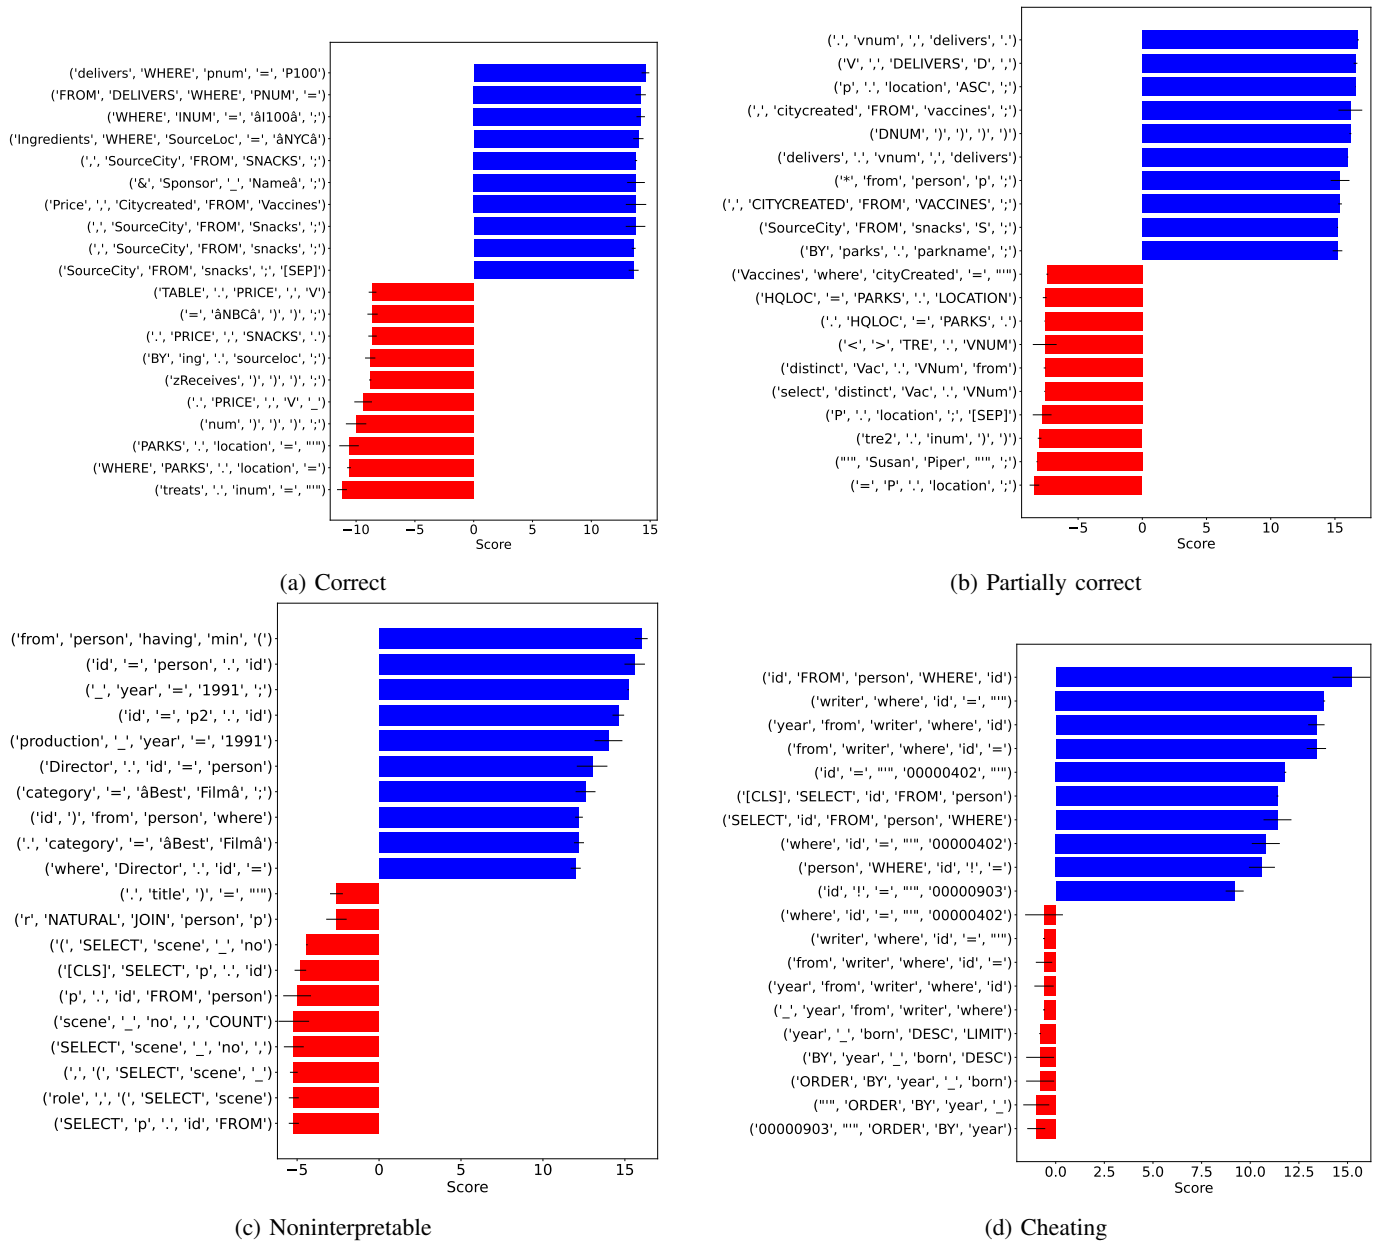 ('delivers', 'WHERE', 'pnum', '=', 'P100')
('FROM', 'DELIVERS', 'WHERE', 'PNUM', '=')
('WHERE', 'INUM', '=', 'âI100â', ';')
('Ingredients', 'WHERE', 'SourceLoc', '=', 'âNYCâ')
(',', 'SourceCity', 'FROM', 'SNACKS', ';')
('&', 'Sponsor', '_', 'Nameâ', ';')
('Price', ',', 'Citycreated', 'FROM', 'Vaccines')
(',', 'SourceCity', 'FROM', 'Snacks', ';')
(',', 'SourceCity', 'FROM', 'snacks', ';')
('SourceCity', 'FROM', 'snacks', ';', '[SEP]')
('TABLE', '.', 'PRICE', ',', 'V')
('=', 'âNBCâ', ')', ')', ';')
('.', 'PRICE', ',', 'SNACKS', '.')
('BY', 'ing', '.', 'sourceloc', ';')
('zReceives', ')', ')', ')', ';')
('.', 'PRICE', ',', 'V', '_')
('num', ')', ')', ')', ';')
('PARKS', '.', 'location', '=', "'")
('WHERE', 'PARKS', '.', 'location', '=')
('treats', '.', 'inum', '=', "'")
−10 −5 0 5 10 15
Score
(a) Correct
('.', 'vnum', ',', 'delivers', '.')
('V', ',', 'DELIVERS', 'D', ',')
('p', '.', 'location', 'ASC', ';')
(',', 'citycreated', 'FROM', 'vaccines', ';')
('DNUM', ')', ')', ')', ')')
('delivers', '.', 'vnum', ',', 'delivers')
('*', 'from', 'person', 'p', ';')
(',', 'CITYCREATED', 'FROM', 'VACCINES', ';')
('SourceCity', 'FROM', 'snacks', 'S', ';')
('BY', 'parks', '.', 'parkname', ';')
('Vaccines', 'where', 'cityCreated', '=', "'")
('HQLOC', '=', 'PARKS', '.', 'LOCATION')
('.', 'HQLOC', '=', 'PARKS', '.')
('<', '>', 'TRE', '.', 'VNUM')
('distinct', 'Vac', '.', 'VNum', 'from')
('select', 'distinct', 'Vac', '.', 'VNum')
('P', '.', 'location', ';', '[SEP]')
('tre2', '.', 'inum', ')', ')')
("'", 'Susan', 'Piper', "'", ';')
('=', 'P', '.', 'location', ';')
−5 0 5 10 15
Score
(b) Partially correct
('from', 'person', 'having', 'min', '(')
('id', '=', 'person', '.', 'id')
('_', 'year', '=', '1991', ';')
('id', '=', 'p2', '.', 'id')
('production', '_', 'year', '=', '1991')
('Director', '.', 'id', '=', 'person')
('category', '=', 'âBest', 'Filmâ', ';')
('id', ')', 'from', 'person', 'where')
('.', 'category', '=', 'âBest', 'Filmâ')
('where', 'Director', '.', 'id', '=')
('.', 'title', ')', '=', "'")
('r', 'NATURAL', 'JOIN', 'person', 'p')
('(', 'SELECT', 'scene', '_', 'no')
('[CLS]', 'SELECT', 'p', '.', 'id')
('p', '.', 'id', 'FROM', 'person')
('scene', '_', 'no', ',', 'COUNT')
('SELECT', 'scene', '_', 'no', ',')
(',', '(', 'SELECT', 'scene', '_')
('role', ',', '(', 'SELECT', 'scene')
('SELECT', 'p', '.', 'id', 'FROM')
−5 0 5 10 15
Score
(c) Noninterpretable
('id', 'FROM', 'person', 'WHERE', 'id')
('writer', 'where', 'id', '=', "'")
('year', 'from', 'writer', 'where', 'id')
('from', 'writer', 'where', 'id', '=')
('id', '=', "'", '00000402', "'")
('[CLS]', 'SELECT', 'id', 'FROM', 'person')
('SELECT', 'id', 'FROM', 'person', 'WHERE')
('where', 'id', '=', "'", '00000402')
('person', 'WHERE', 'id', '!', '=')
('id', '!', '=', "'", '00000903')
('where', 'id', '=', "'", '00000402')
('writer', 'where', 'id', '=', "'")
('from', 'writer', 'where', 'id', '=')
('year', 'from', 'writer', 'where', 'id')
('_', 'year', 'from', 'writer', 'where')
('year', '_', 'born', 'DESC', 'LIMIT')
('BY', 'year', '_', 'born', 'DESC')
('ORDER', 'BY', 'year', '_', 'born')
("'", 'ORDER', 'BY', 'year', '_')
('00000903', "'", 'ORDER', 'BY', 'year')
0.0 2.5 5.0 7.5 10.0 12.5 15.0
Score
(d) Cheating